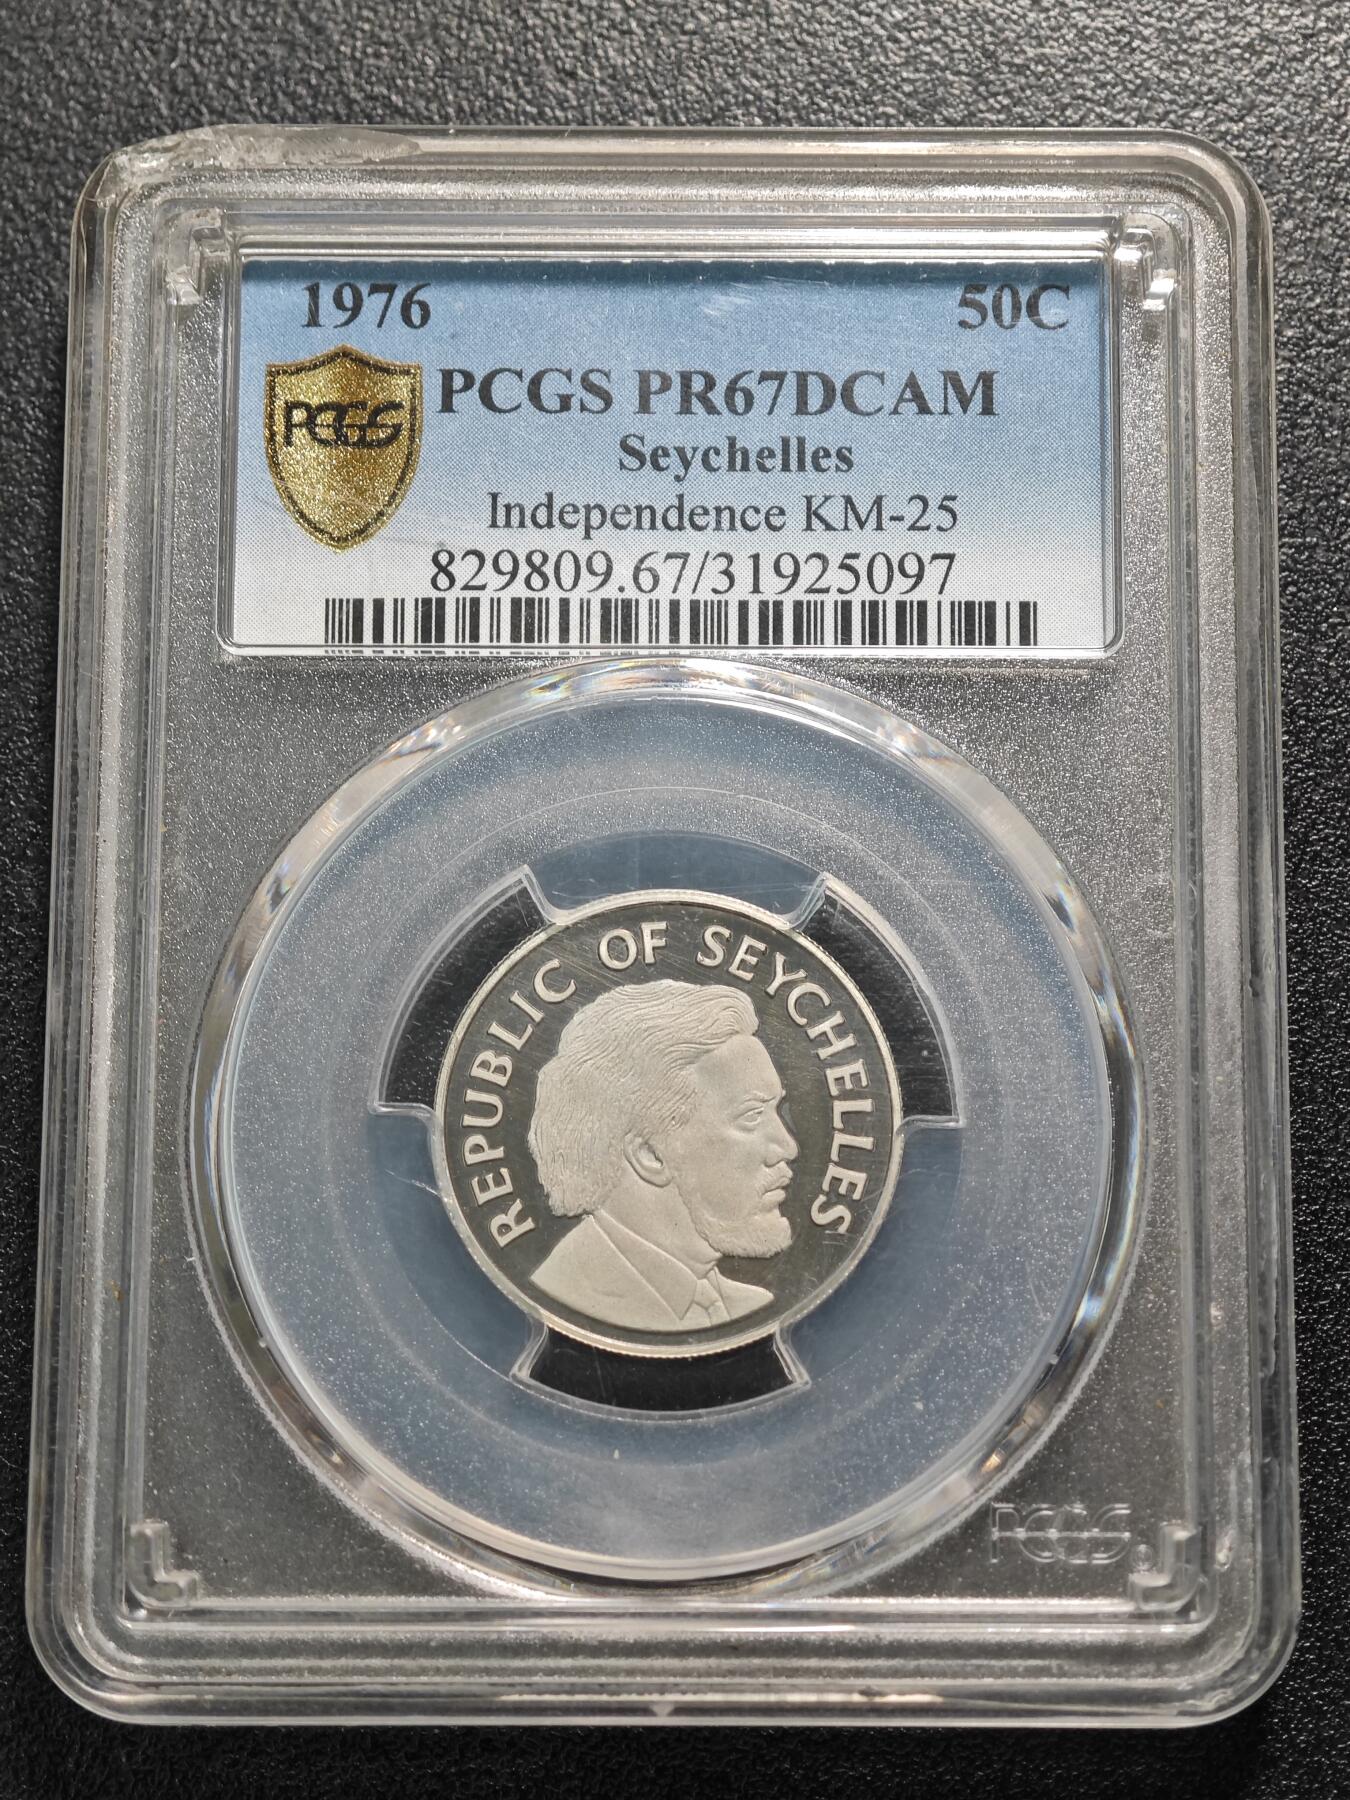 1976 50C
PCGS
PCGS PR67DCAM
Seychelles
Independence KM-25
829809.67/31925097
REPUBLIC OF SEYCHELLES
PCGS®